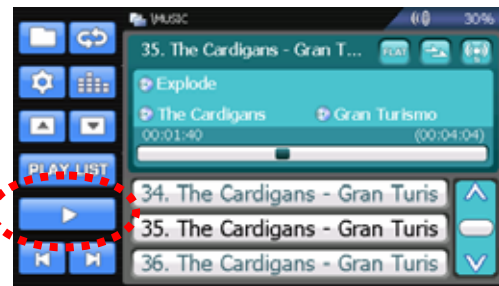 \MUSIC 30%
35. The Cardigans - Gran T... FLAT
Explode
The Cardigans Gran Turismo
00:01:40 (00:04:04)
PLAY LIST
34. The Cardigans - Gran Turis
35. The Cardigans - Gran Turis
36. The Cardigans - Gran Turis